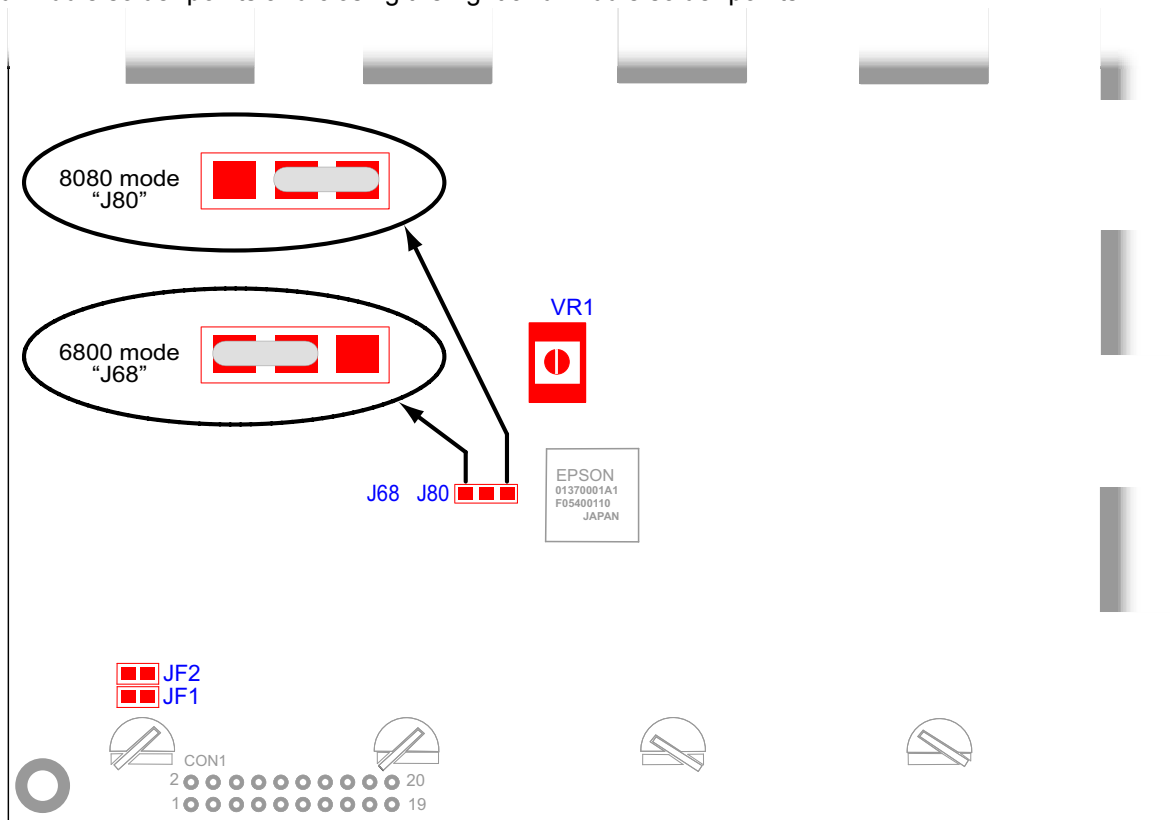 8080 mode
“J80”
VR1
6800 mode
“J68”
J68 J80
EPSON
01370001A1
F05400110
JAPAN
JF2
JF1
CON1
2 20
1 19